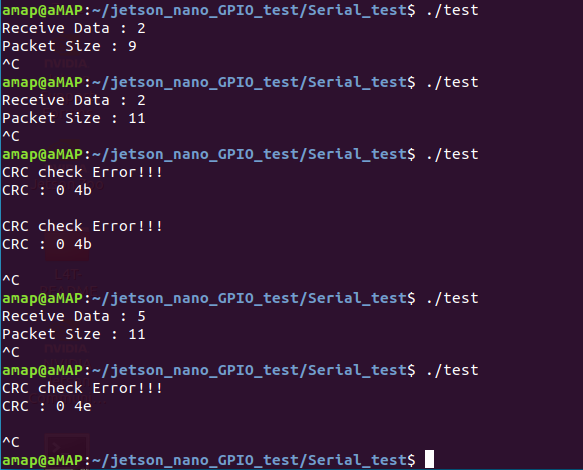 amap@aMAP:~/jetson_nano_GPIO_test/Serial_test$ ./test
Receive Data : 2
Packet Size : 9
^C
amap@aMAP:~/jetson_nano_GPIO_test/Serial_test$ ./test
Receive Data : 2
Packet Size : 11
^C
amap@aMAP:~/jetson_nano_GPIO_test/Serial_test$ ./test
CRC check Error!!!
CRC : 0 4b
CRC check Error!!!
CRC : 0 4b
^C
amap@aMAP:~/jetson_nano_GPIO_test/Serial_test$ ./test
Receive Data : 5
Packet Size : 11
^C
amap@aMAP:~/jetson_nano_GPIO_test/Serial_test$ ./test
CRC check Error!!!
CRC : 0 4e
^C
amap@aMAP:~/jetson_nano_GPIO_test/Serial_test$